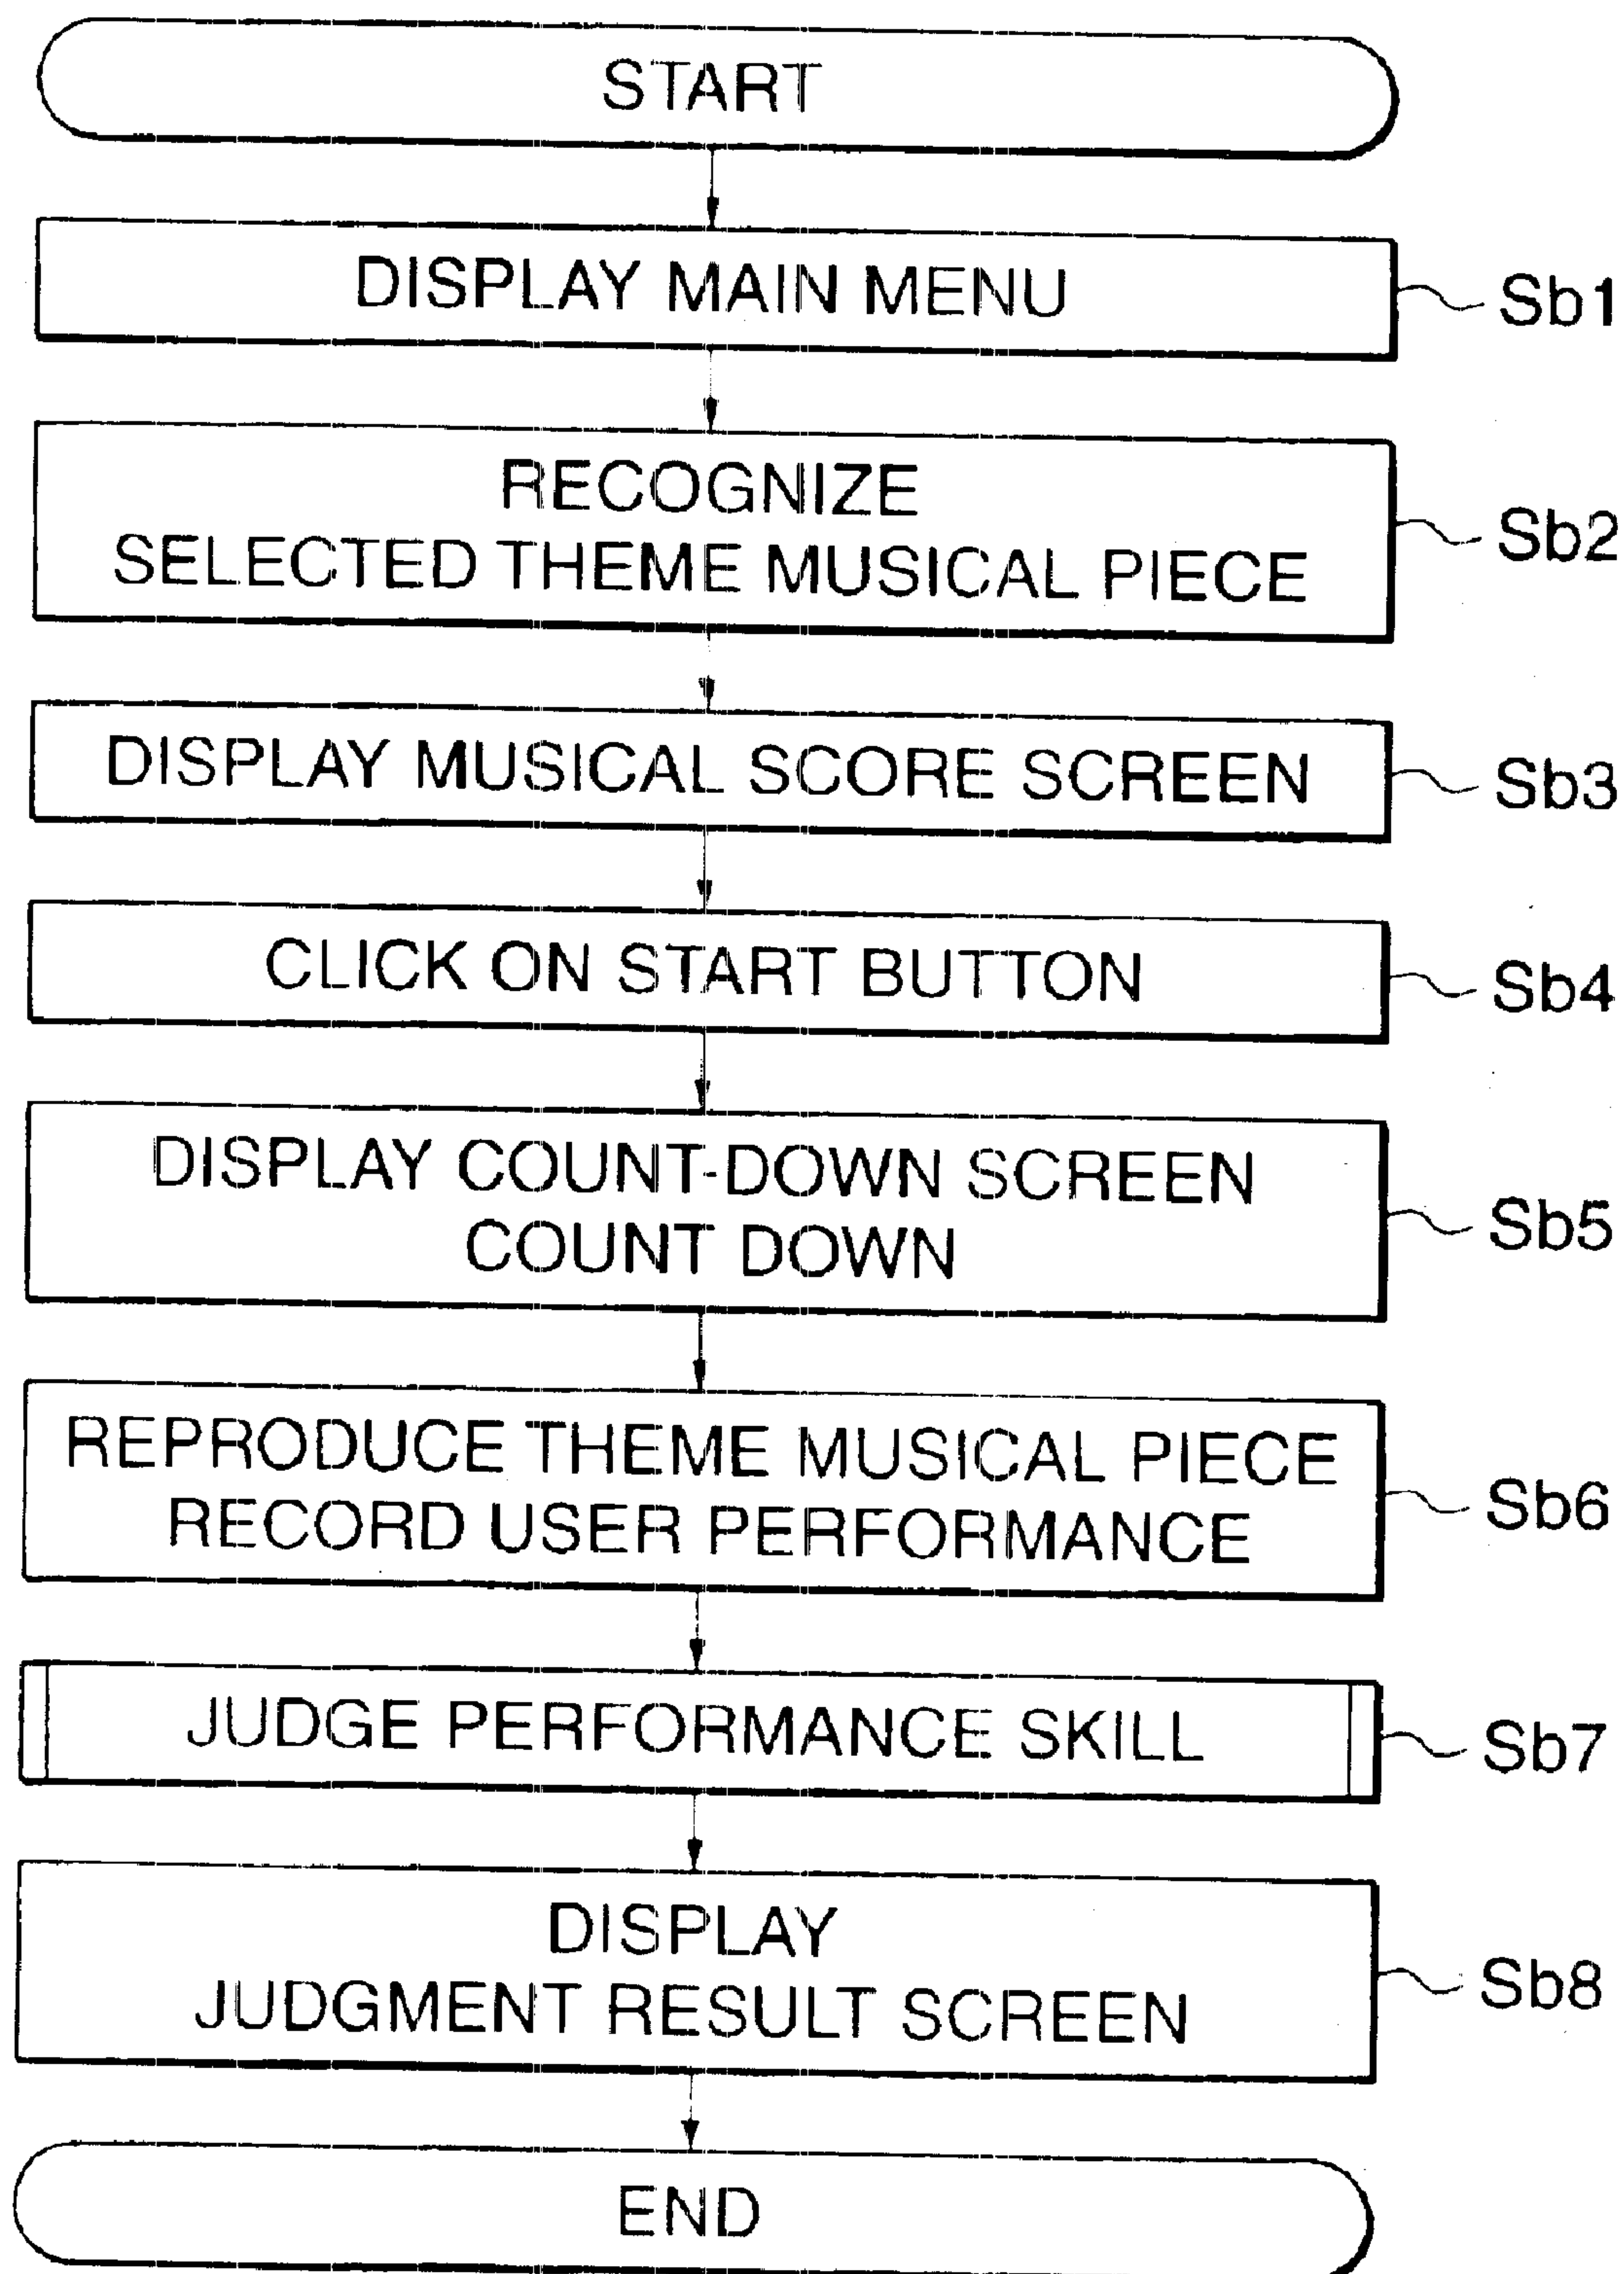 START
DISPLAY MAIN MENU
Sb1
RECOGNIZE
SELECTED THEME MUSICAL PIECE
Sb2
DISPLAY MUSICAL SCORE SCREEN
Sb3
CLICK ON START BUTTON
Sb4
DISPLAY COUNT-DOWN SCREEN
COUNT DOWN
Sb5
REPRODUCE THEME MUSICAL PIECE
RECORD USER PERFORMANCE
Sb6
JUDGE PERFORMANCE SKILL
Sb7
DISPLAY
JUDGMENT RESULT SCREEN
Sb8
END